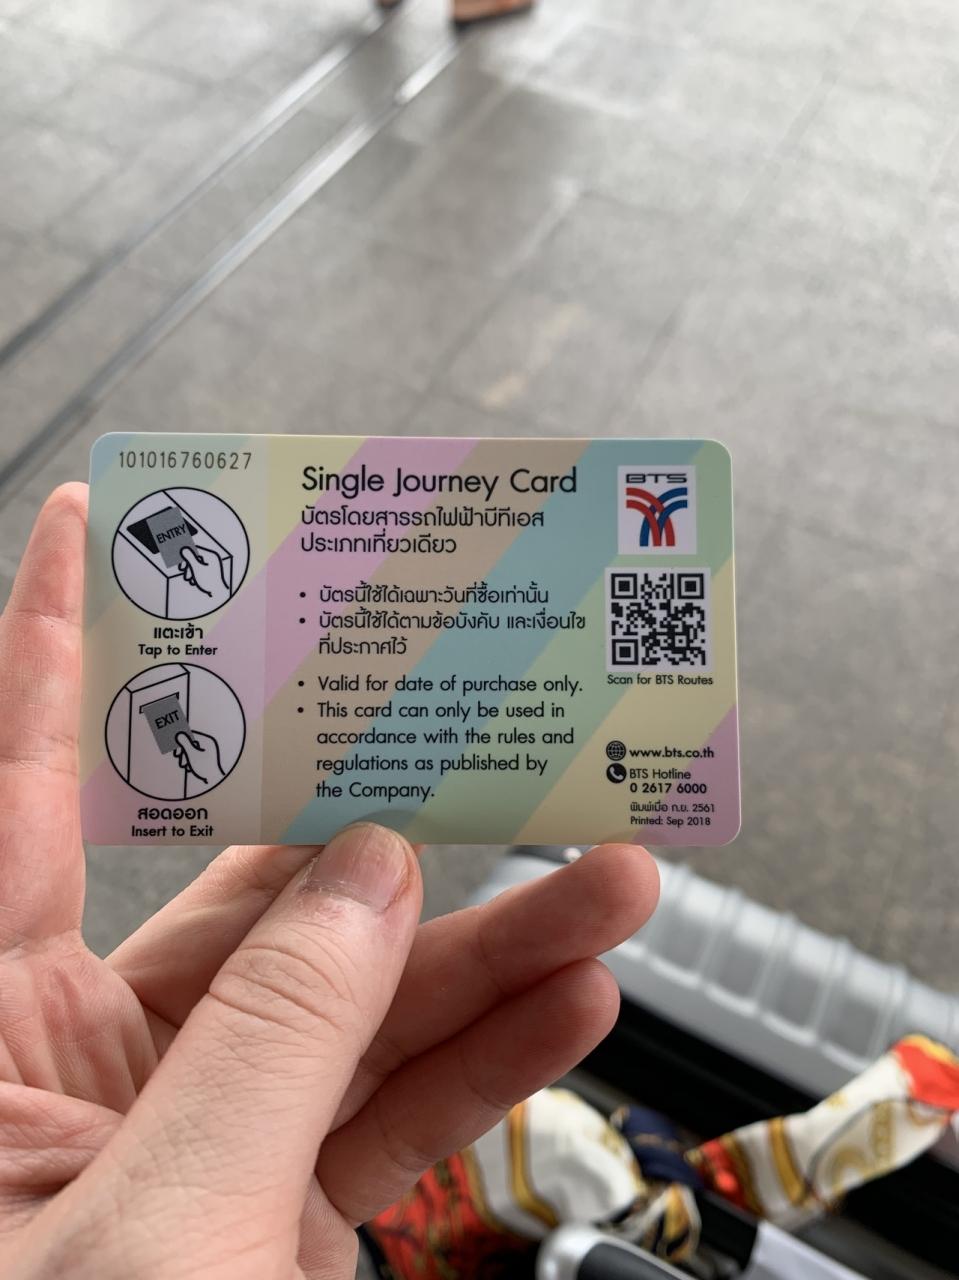 101016760627
ENTRY
แตะเข้า
Tap to Enter
EXIT
สอดออก
Insert to Exit
Single Journey Card
บัตรโดยสารรถไฟฟ้าบีทีเอส
ประเภทเที่ยวเดียว
• บัตรนี้ใช้ได้เฉพาะวันที่ซื้อเท่านั้น
• บัตรนี้ใช้ได้ตามข้อบังคับ และเงื่อนไข
ที่ประกาศไว้
• Valid for date of purchase only.
• This card can only be used in
accordance with the rules and
regulations as published by
the Company.
BTS
Scan for BTS Routes
www.bts.co.th
BTS Hotline
0 2617 6000
พิมพ์เมื่อ ก.ย. 2561
Printed: Sep 2018